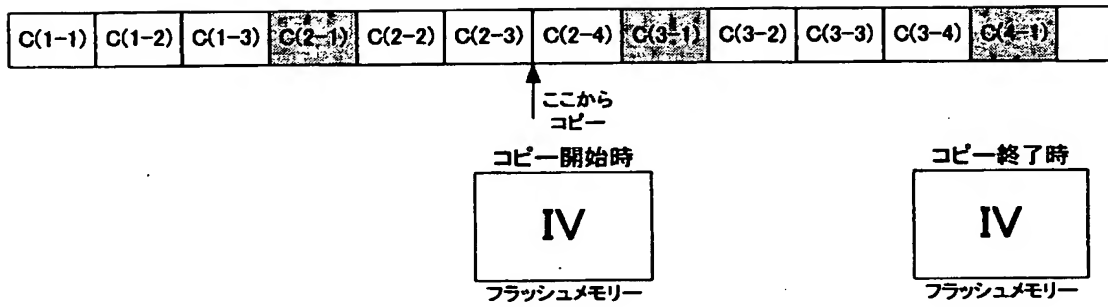 C(1-1) C(1-2) C(1-3) C(2-1) C(2-2) C(2-3) C(2-4) C(3-1) C(3-2) C(3-3) C(3-4) C(4-1)
ここから
コピー
コピー開始時
IV
フラッシュメモリー
コピー終了時
IV
フラッシュメモリー